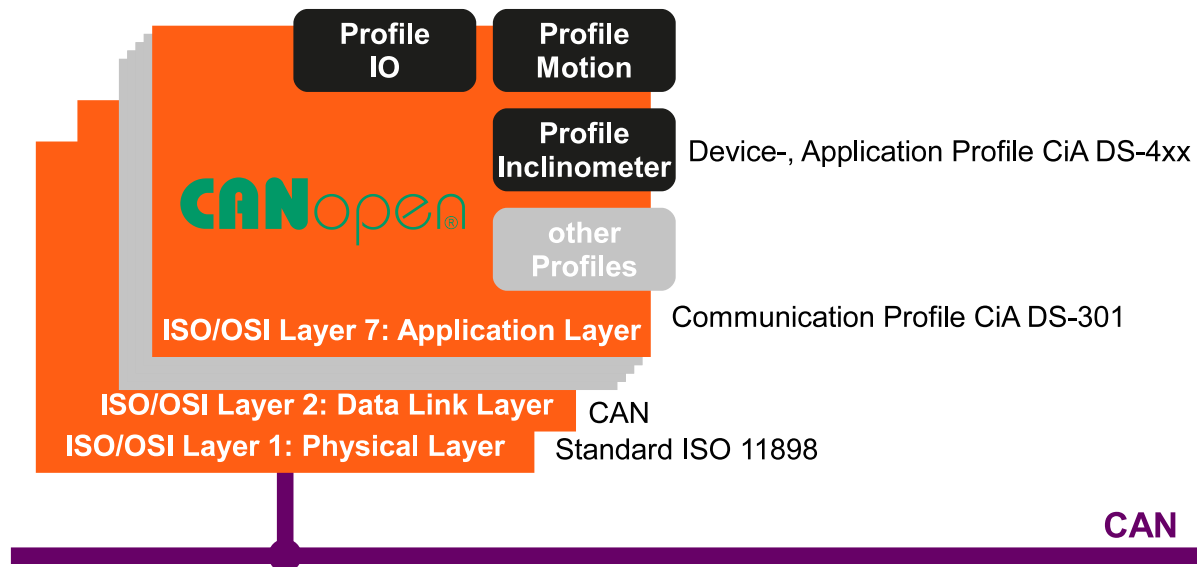 Profile
IO
Profile
Motion
Profile
Inclinometer
Device-, Application Profile CiA DS-4xx
CANopen®
other
Profiles
Communication Profile CiA DS-301
ISO/OSI Layer 7: Application Layer
ISO/OSI Layer 2: Data Link Layer
CAN
ISO/OSI Layer 1: Physical Layer
Standard ISO 11898
CAN